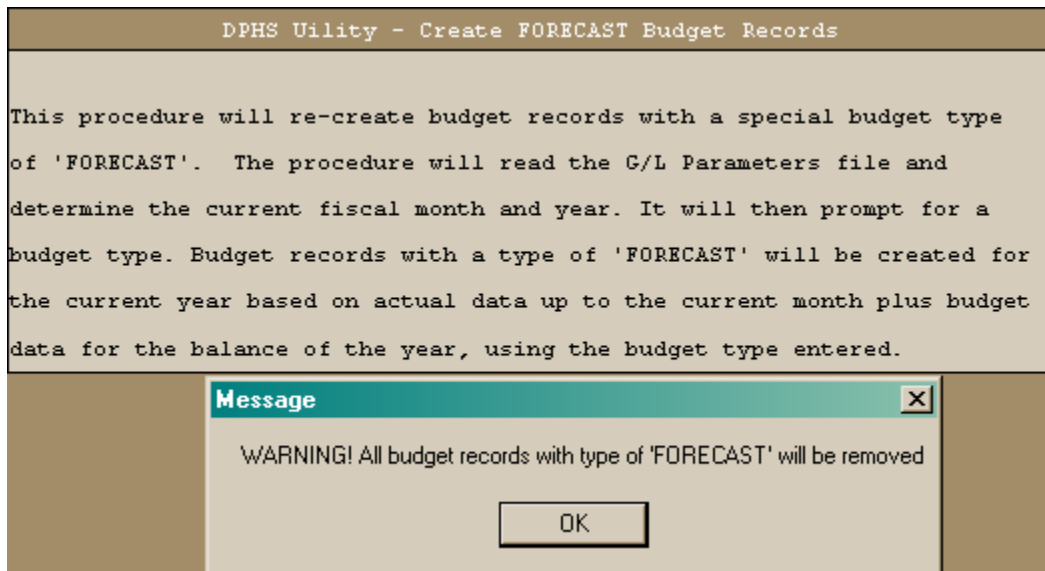 DPHS Uility - Create FORECAST Budget Records
This procedure will re-create budget records with a special budget type
of 'FORECAST'.  The procedure will read the G/L Parameters file and
determine the current fiscal month and year. It will then prompt for a
budget type. Budget records with a type of 'FORECAST' will be created for
the current year based on actual data up to the current month plus budget
data for the balance of the year, using the budget type entered.
Message
WARNING! All budget records with type of 'FORECAST' will be removed
OK